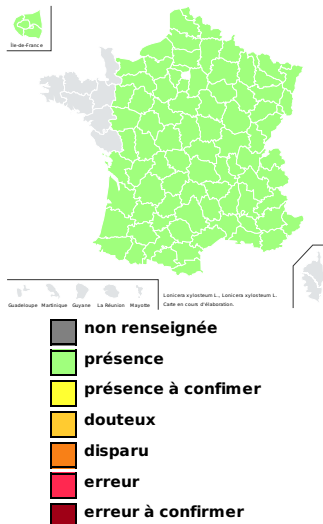 Île-de-France
Guadeloupe Martinique Guyane La Réunion Mayotte
Lonicera xylosteum L., Lonicera xylosteum L.
Carte en cours d'élaboration.
non renseignée
présence
présence à confimer
douteux
disparu
erreur
erreur à confirmer